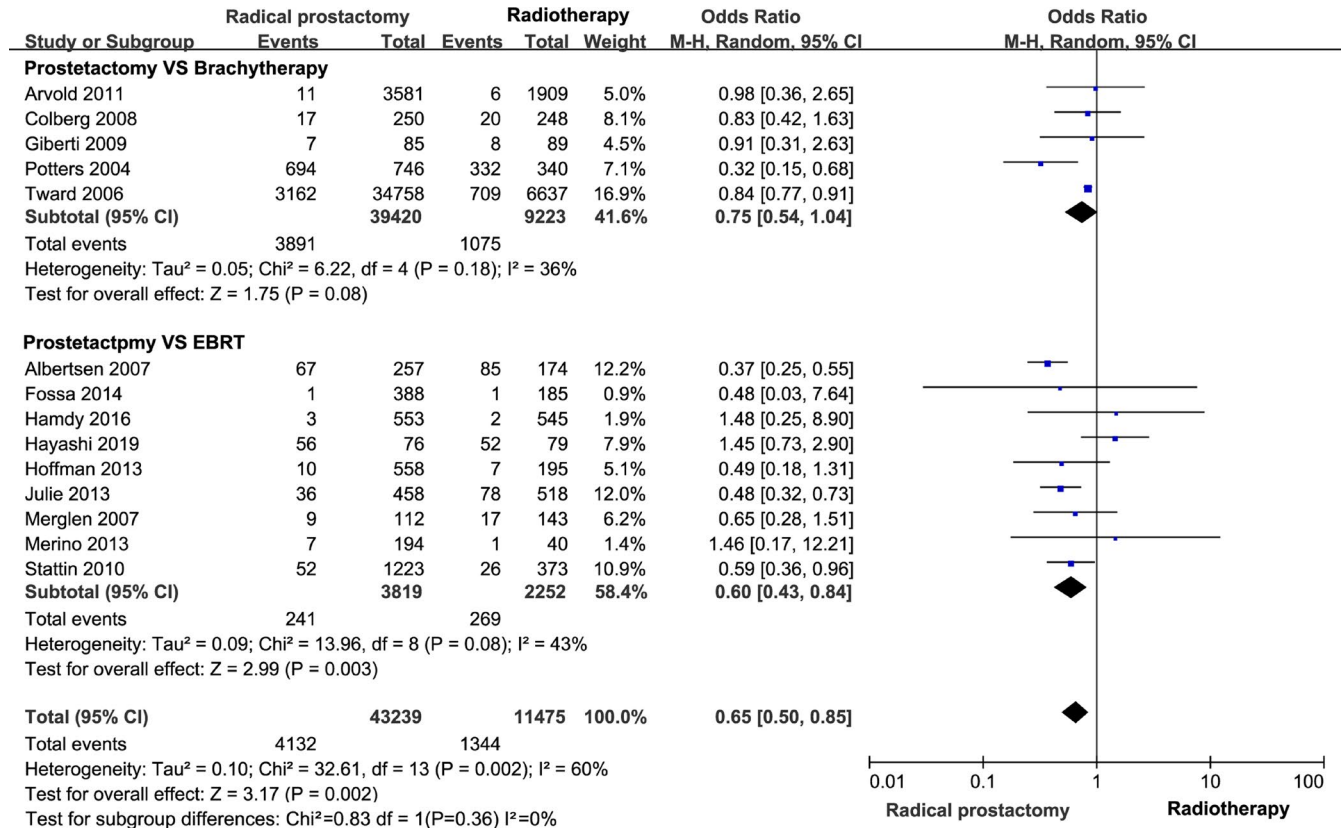 Radical prostactomy Radiotherapy Odds Ratio Odds Ratio
Study or Subgroup Events Total Events Total Weight M-H, Random, 95% CI M-H, Random, 95% CI
Prostetactomy VS Brachytherapy
Arvold 2011 11 3581 6 1909 5.0% 0.98 [0.36, 2.65]
Colberg 2008 17 250 20 248 8.1% 0.83 [0.42, 1.63]
Giberti 2009 7 85 8 89 4.5% 0.91 [0.31, 2.63]
Potters 2004 694 746 332 340 7.1% 0.32 [0.15, 0.68]
Tward 2006 3162 34758 709 6637 16.9% 0.84 [0.77, 0.91]
Subtotal (95% CI) 39420 9223 41.6% 0.75 [0.54, 1.04]
Total events 3891 1075
Heterogeneity: Tau² = 0.05; Chi² = 6.22, df = 4 (P = 0.18); I² = 36%
Test for overall effect: Z = 1.75 (P = 0.08)
Prostetactpmy VS EBRT
Albertsen 2007 67 257 85 174 12.2% 0.37 [0.25, 0.55]
Fossa 2014 1 388 1 185 0.9% 0.48 [0.03, 7.64]
Hamdy 2016 3 553 2 545 1.9% 1.48 [0.25, 8.90]
Hayashi 2019 56 76 52 79 7.9% 1.45 [0.73, 2.90]
Hoffman 2013 10 558 7 195 5.1% 0.49 [0.18, 1.31]
Julie 2013 36 458 78 518 12.0% 0.48 [0.32, 0.73]
Merglen 2007 9 112 17 143 6.2% 0.65 [0.28, 1.51]
Merino 2013 7 194 1 40 1.4% 1.46 [0.17, 12.21]
Stattin 2010 52 1223 26 373 10.9% 0.59 [0.36, 0.96]
Subtotal (95% CI) 3819 2252 58.4% 0.60 [0.43, 0.84]
Total events 241 269
Heterogeneity: Tau² = 0.09; Chi² = 13.96, df = 8 (P = 0.08); I² = 43%
Test for overall effect: Z = 2.99 (P = 0.003)
Total (95% CI) 43239 11475 100.0% 0.65 [0.50, 0.85]
Total events 4132 1344
Heterogeneity: Tau² = 0.10; Chi² = 32.61, df = 13 (P = 0.002); I² = 60%
Test for overall effect: Z = 3.17 (P = 0.002)
Test for subgroup differences: Chi²=0.83 df = 1(P=0.36) I²=0%
0.01 0.1 1 10 100
Radical prostactomy Radiotherapy